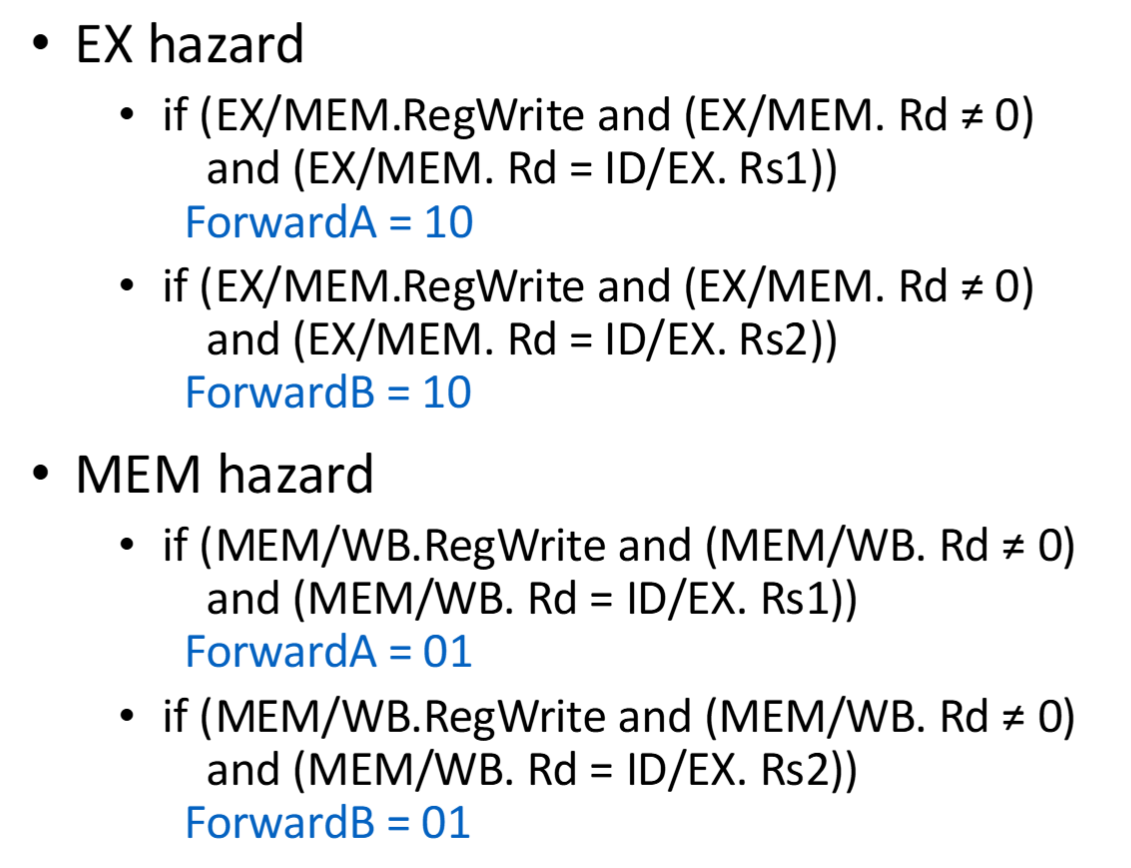 • EX hazard
• if (EX/MEM.RegWrite and (EX/MEM. Rd ≠ 0)
and (EX/MEM. Rd = ID/EX. Rs1))
ForwardA = 10
• if (EX/MEM.RegWrite and (EX/MEM. Rd ≠ 0)
and (EX/MEM. Rd = ID/EX. Rs2))
ForwardB = 10
• MEM hazard
• if (MEM/WB.RegWrite and (MEM/WB. Rd ≠ 0)
and (MEM/WB. Rd = ID/EX. Rs1))
ForwardA = 01
• if (MEM/WB.RegWrite and (MEM/WB. Rd ≠ 0)
and (MEM/WB. Rd = ID/EX. Rs2))
ForwardB = 01